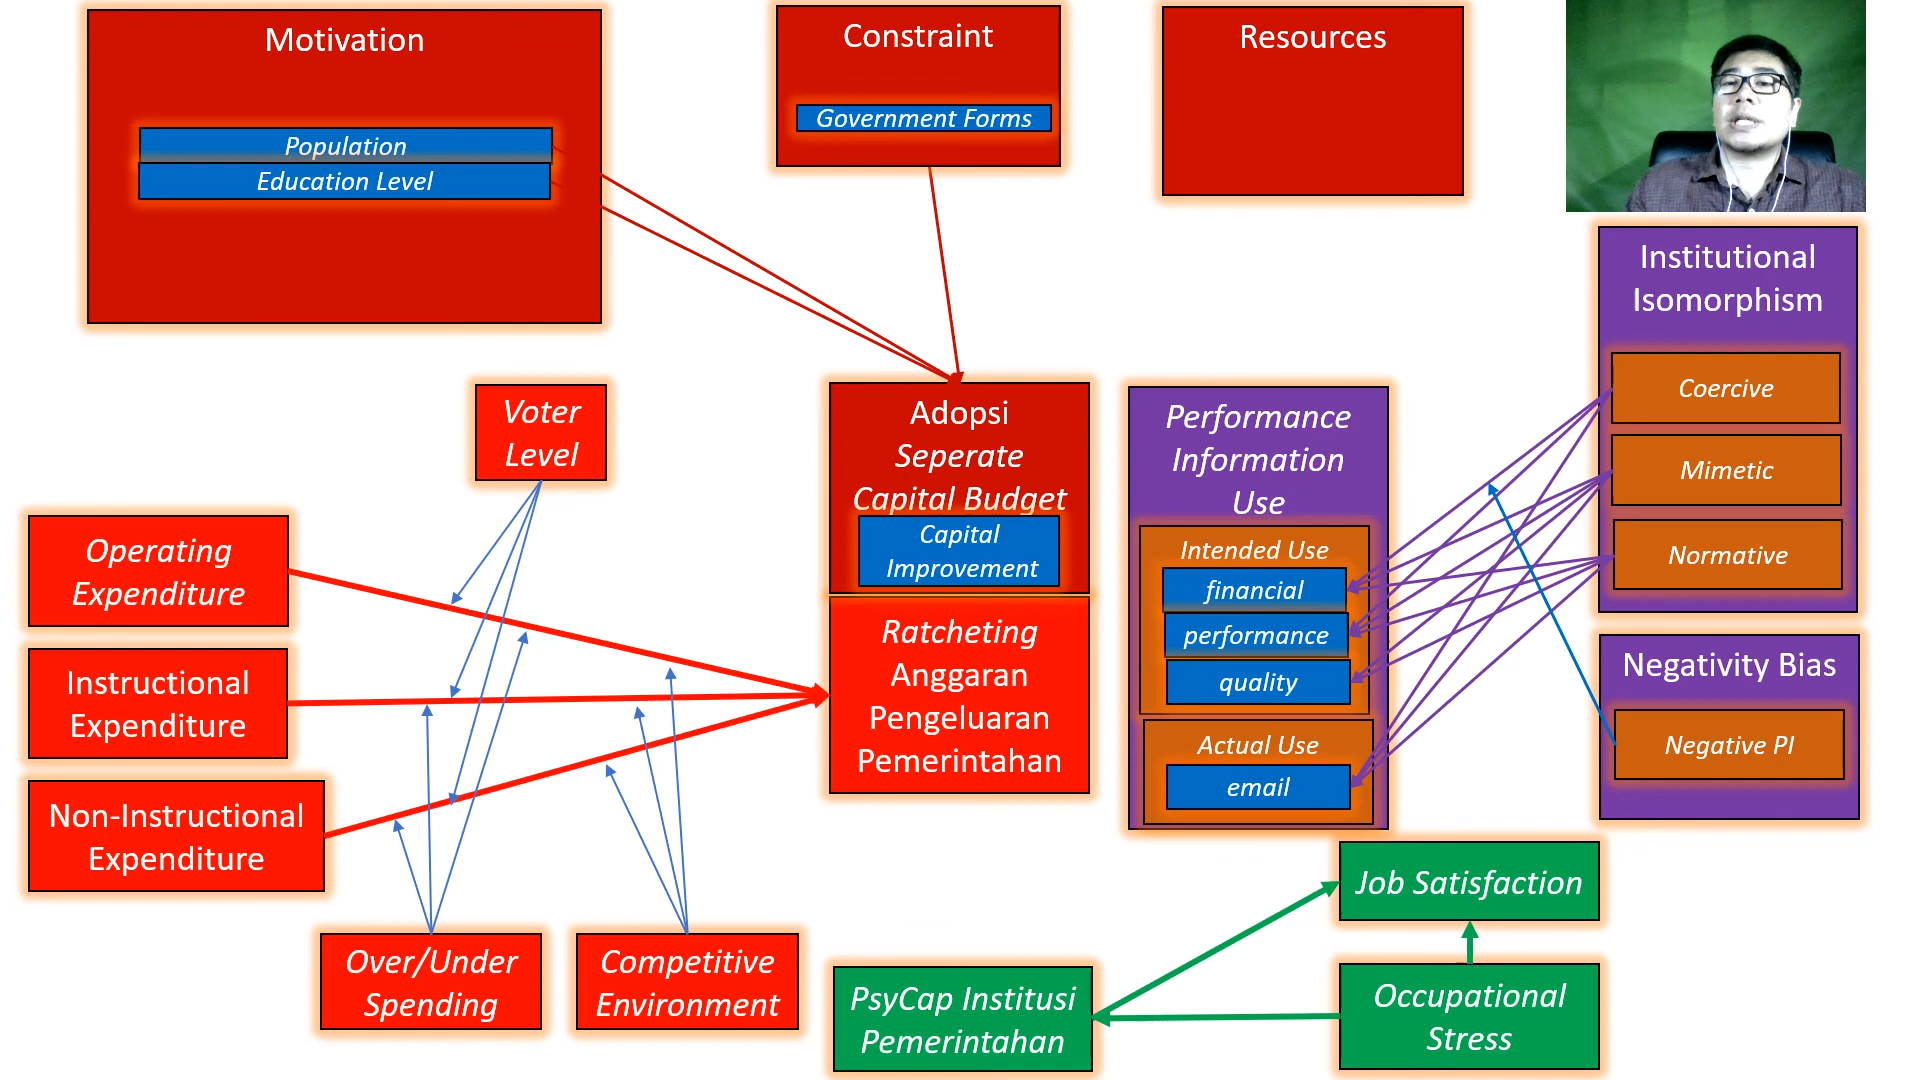 Motivation
Population
Education Level
Constraint
Government Forms
Resources
Institutional
Isomorphism
Coercive
Mimetic
Normative
Voter
Level
Adopsi
Seperate
Capital Budget
Capital
Improvement
Performance
Information
Use
Intended Use
financial
performance
quality
Actual Use
email
Operating
Expenditure
Instructional
Expenditure
Non-Instructional
Expenditure
Ratcheting
Anggaran
Pengeluaran
Pemerintahan
Negativity Bias
Negative PI
Over/Under
Spending
Competitive
Environment
Job Satisfaction
PsyCap Institusi
Pemerintahan
Occupational
Stress